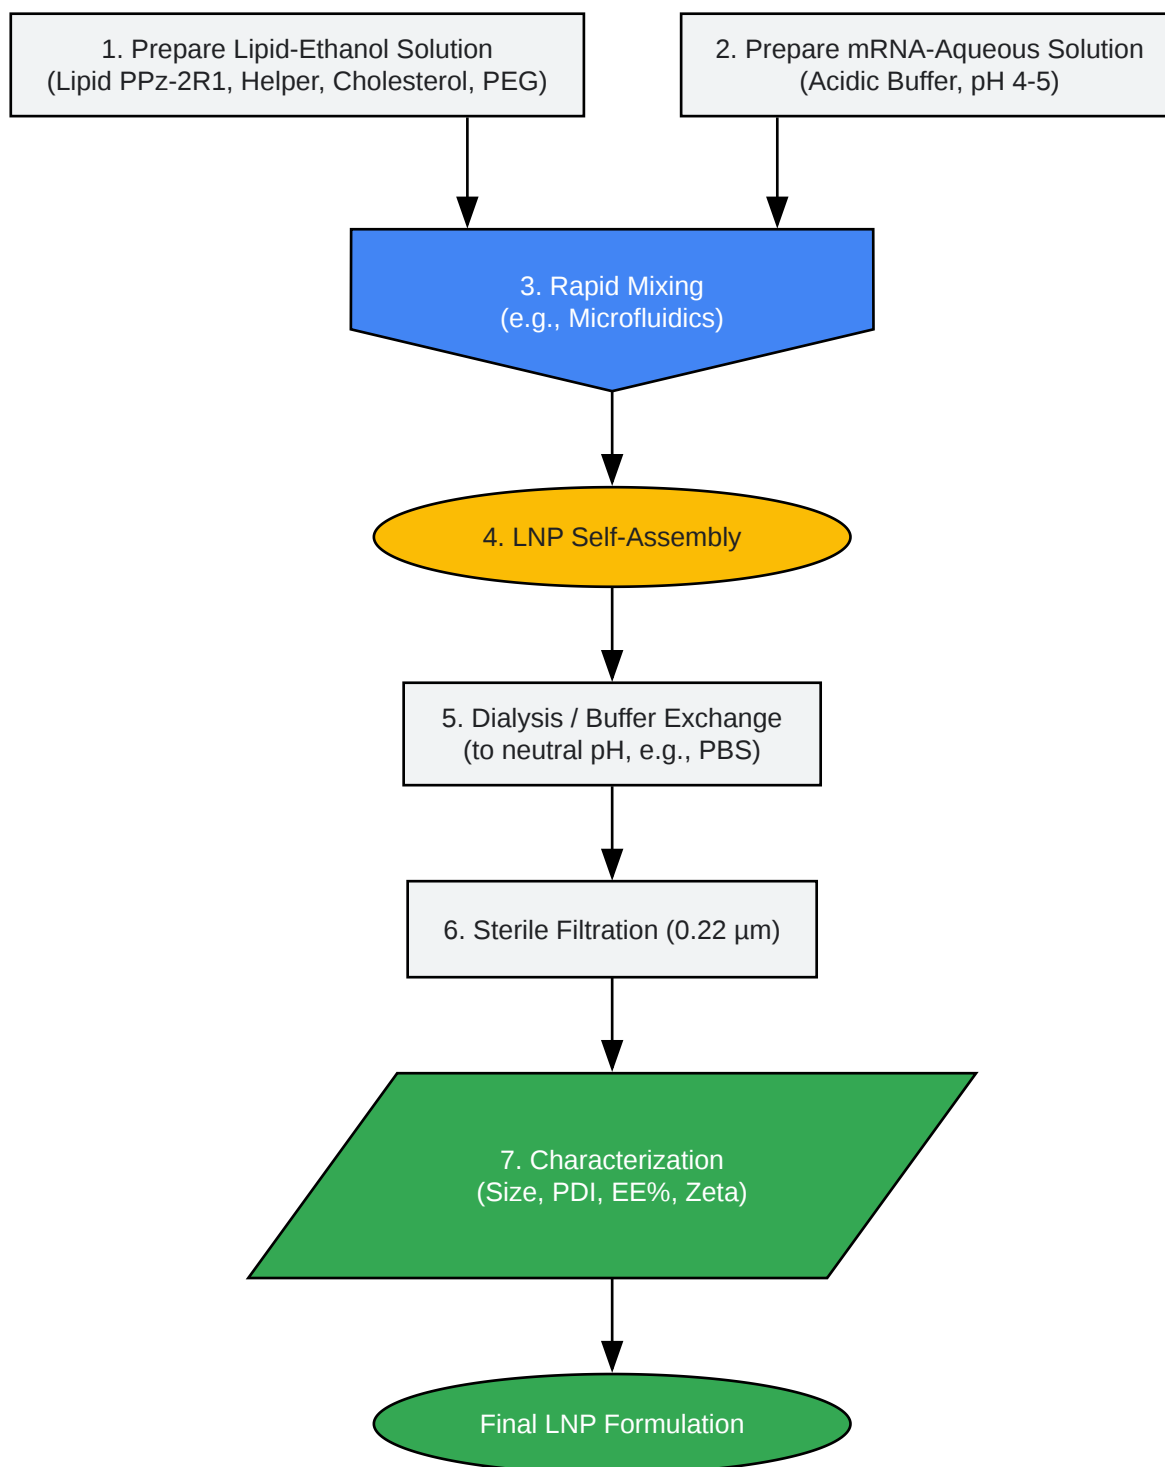 1. Prepare Lipid-Ethanol Solution
(Lipid PPz-2R1, Helper, Cholesterol, PEG)
2. Prepare mRNA-Aqueous Solution
(Acidic Buffer, pH 4-5)
3. Rapid Mixing
(e.g., Microfluidics)
4. LNP Self-Assembly
5. Dialysis / Buffer Exchange
(to neutral pH, e.g., PBS)
6. Sterile Filtration (0.22 µm)
7. Characterization
(Size, PDI, EE%, Zeta)
Final LNP Formulation